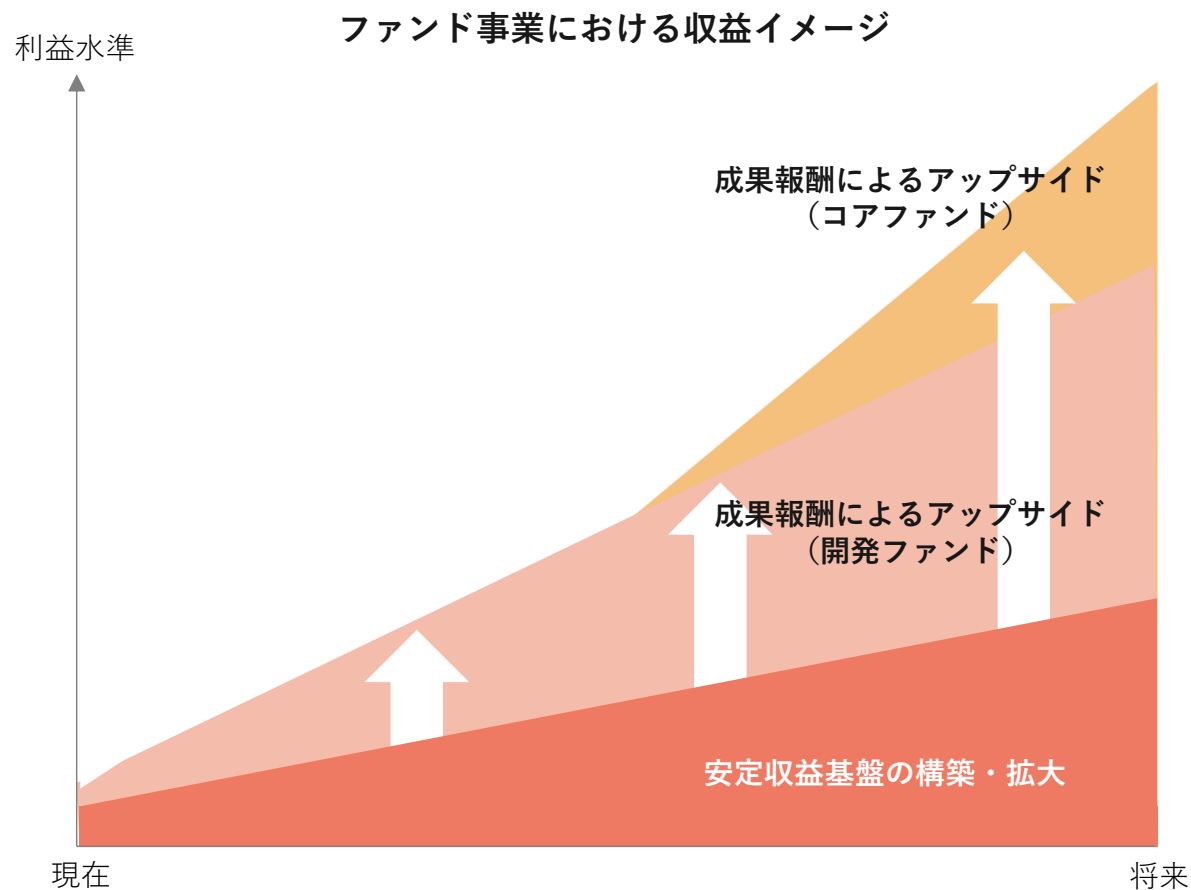 ファンド事業における収益イメージ
利益水準
成果報酬によるアップサイド
（コアファンド）
成果報酬によるアップサイド
（開発ファンド）
安定収益基盤の構築・拡大
現在
将来